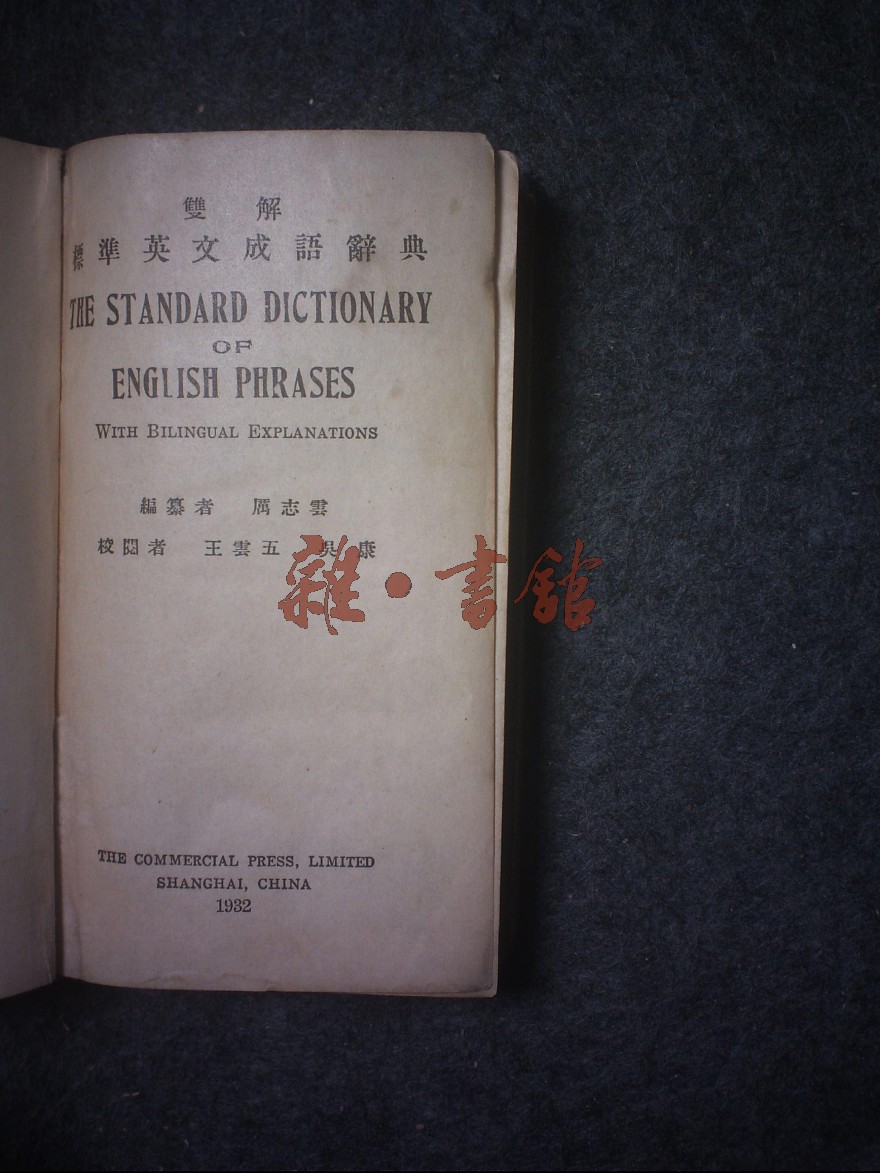 雙解
標準英文成語辭典
THE STANDARD DICTIONARY
OF
ENGLISH PHRASES
WITH BILINGUAL EXPLANATIONS
編纂者 厲志雲
校閱者 王雲五 吳康
雜·書館
THE COMMERCIAL PRESS, LIMITED
SHANGHAI, CHINA
1932